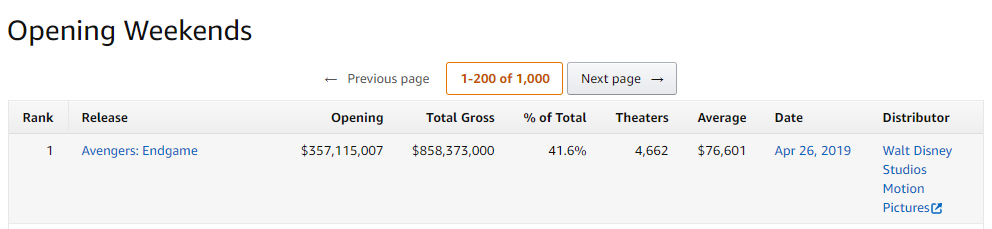 Opening Weekends
← Previous page 1-200 of 1,000 Next page →
Rank Release Opening Total Gross % of Total Theaters Average Date Distributor
1 Avengers: Endgame $357,115,007 $858,373,000 41.6% 4,662 $76,601 Apr 26, 2019 Walt Disney
Studios
Motion
Pictures